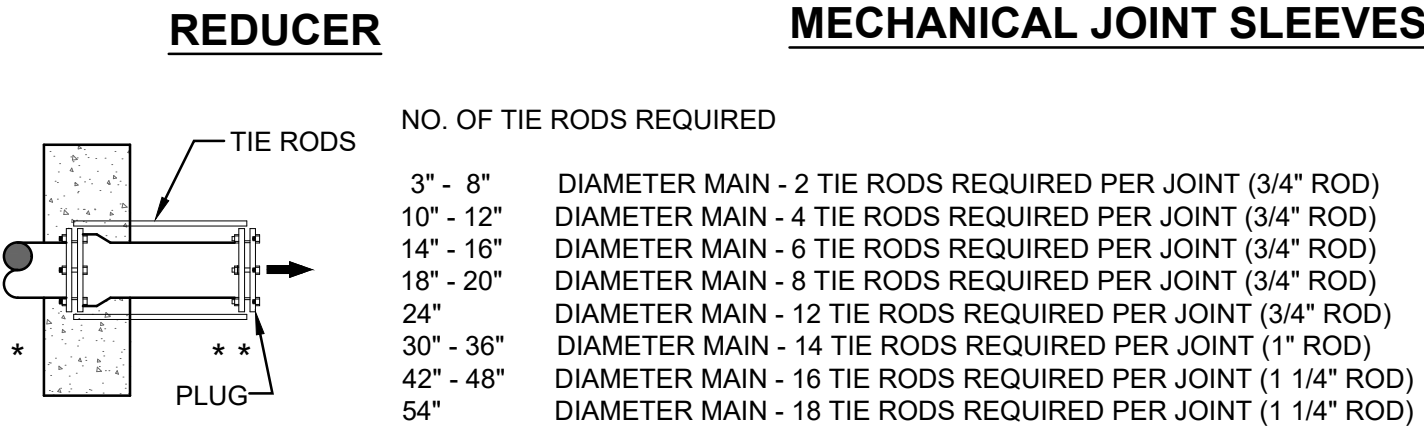 REDUCER
MECHANICAL JOINT SLEEVES
NO. OF TIE RODS REQUIRED
TIE RODS
3" - 8" DIAMETER MAIN - 2 TIE RODS REQUIRED PER JOINT (3/4" ROD)
10" - 12" DIAMETER MAIN - 4 TIE RODS REQUIRED PER JOINT (3/4" ROD)
14" - 16" DIAMETER MAIN - 6 TIE RODS REQUIRED PER JOINT (3/4" ROD)
18" - 20" DIAMETER MAIN - 8 TIE RODS REQUIRED PER JOINT (3/4" ROD)
24" DIAMETER MAIN - 12 TIE RODS REQUIRED PER JOINT (3/4" ROD)
30" - 36" DIAMETER MAIN - 14 TIE RODS REQUIRED PER JOINT (1" ROD)
42" - 48" DIAMETER MAIN - 16 TIE RODS REQUIRED PER JOINT (1 1/4" ROD)
54" DIAMETER MAIN - 18 TIE RODS REQUIRED PER JOINT (1 1/4" ROD)
* * *
PLUG